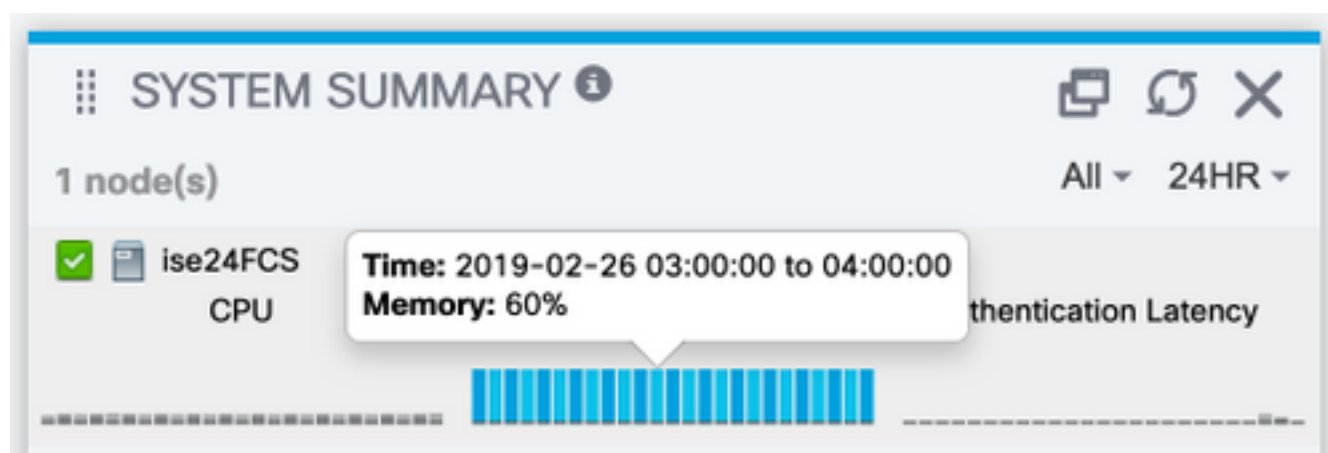 SYSTEM SUMMARY
1 node(s)
All 24HR
ise24FCS
Time: 2019-02-26 03:00:00 to 04:00:00
Memory: 60%
CPU
thentication Latency